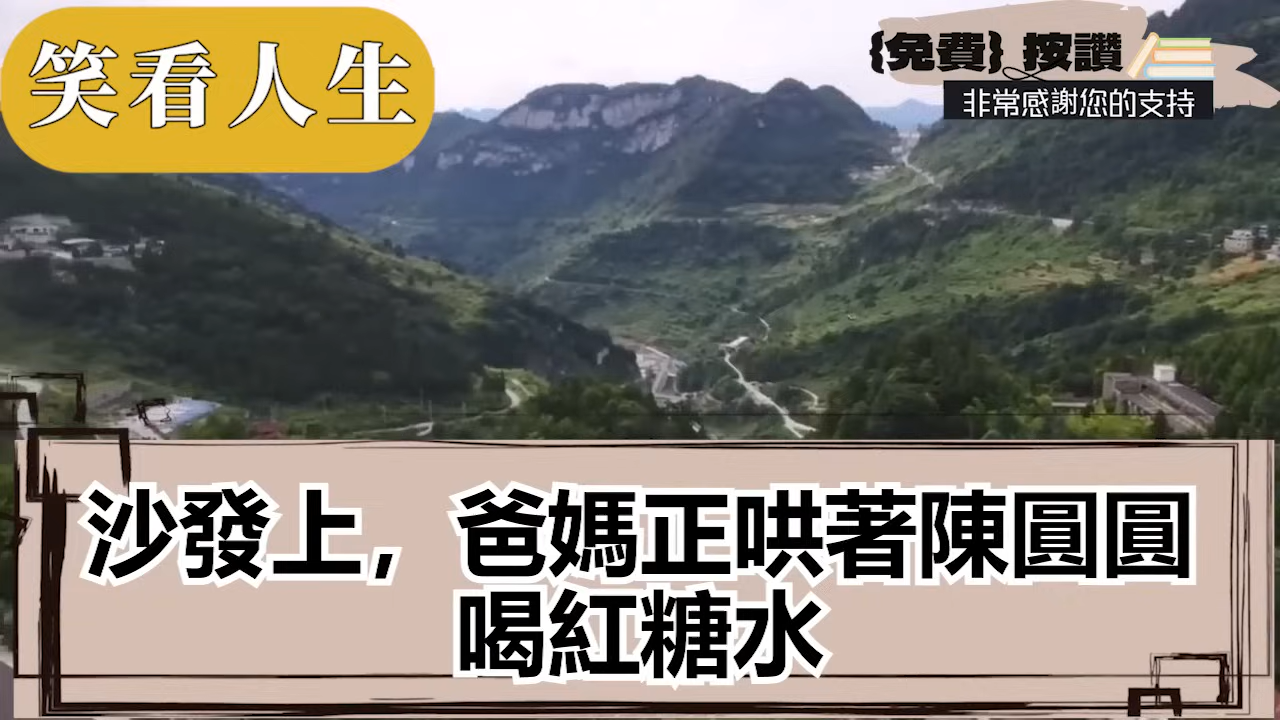 笑看人生
{免費} 按讚
非常感謝您的支持
沙發上，爸媽正哄著陳圓圓
喝紅糖水